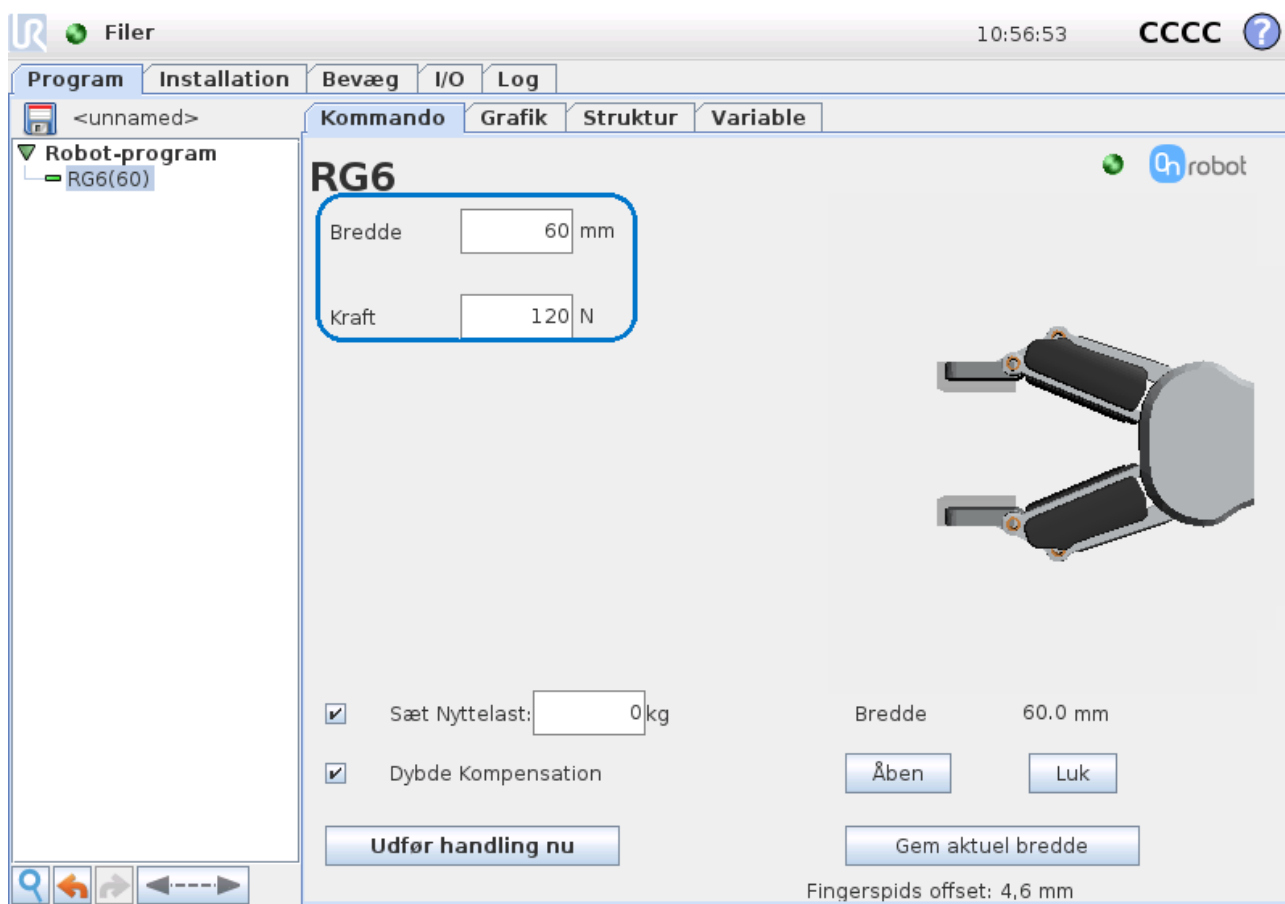 UR Filer 10:56:53 CCCC ?
Program Installation Bevæg I/O Log
<unnamed> Kommando Grafik Struktur Variable
Robot-program
RG6(60)
RG6
On robot
Bredde 60 mm
Kraft 120 N
Sæt Nyttelast: 0 kg Bredde 60.0 mm
Dybde Kompensation Åben Luk
Udfør handling nu Gem aktuel bredde
Fingerspids offset: 4,6 mm